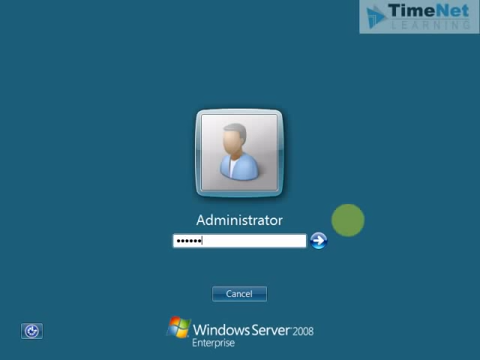 TimeNet
LEARNING
Administrator
••••••
Cancel
Windows Server 2008
Enterprise